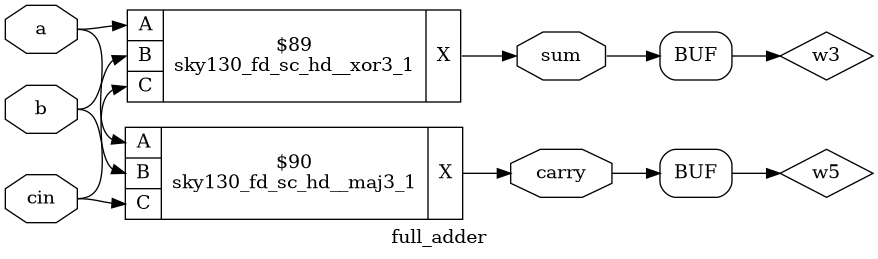 a
b
cin
A
B
C
$89
sky130_fd_sc_hd__xor3_1
X
sum
BUF
w3
A
B
C
$90
sky130_fd_sc_hd__maj3_1
X
carry
BUF
w5
full_adder